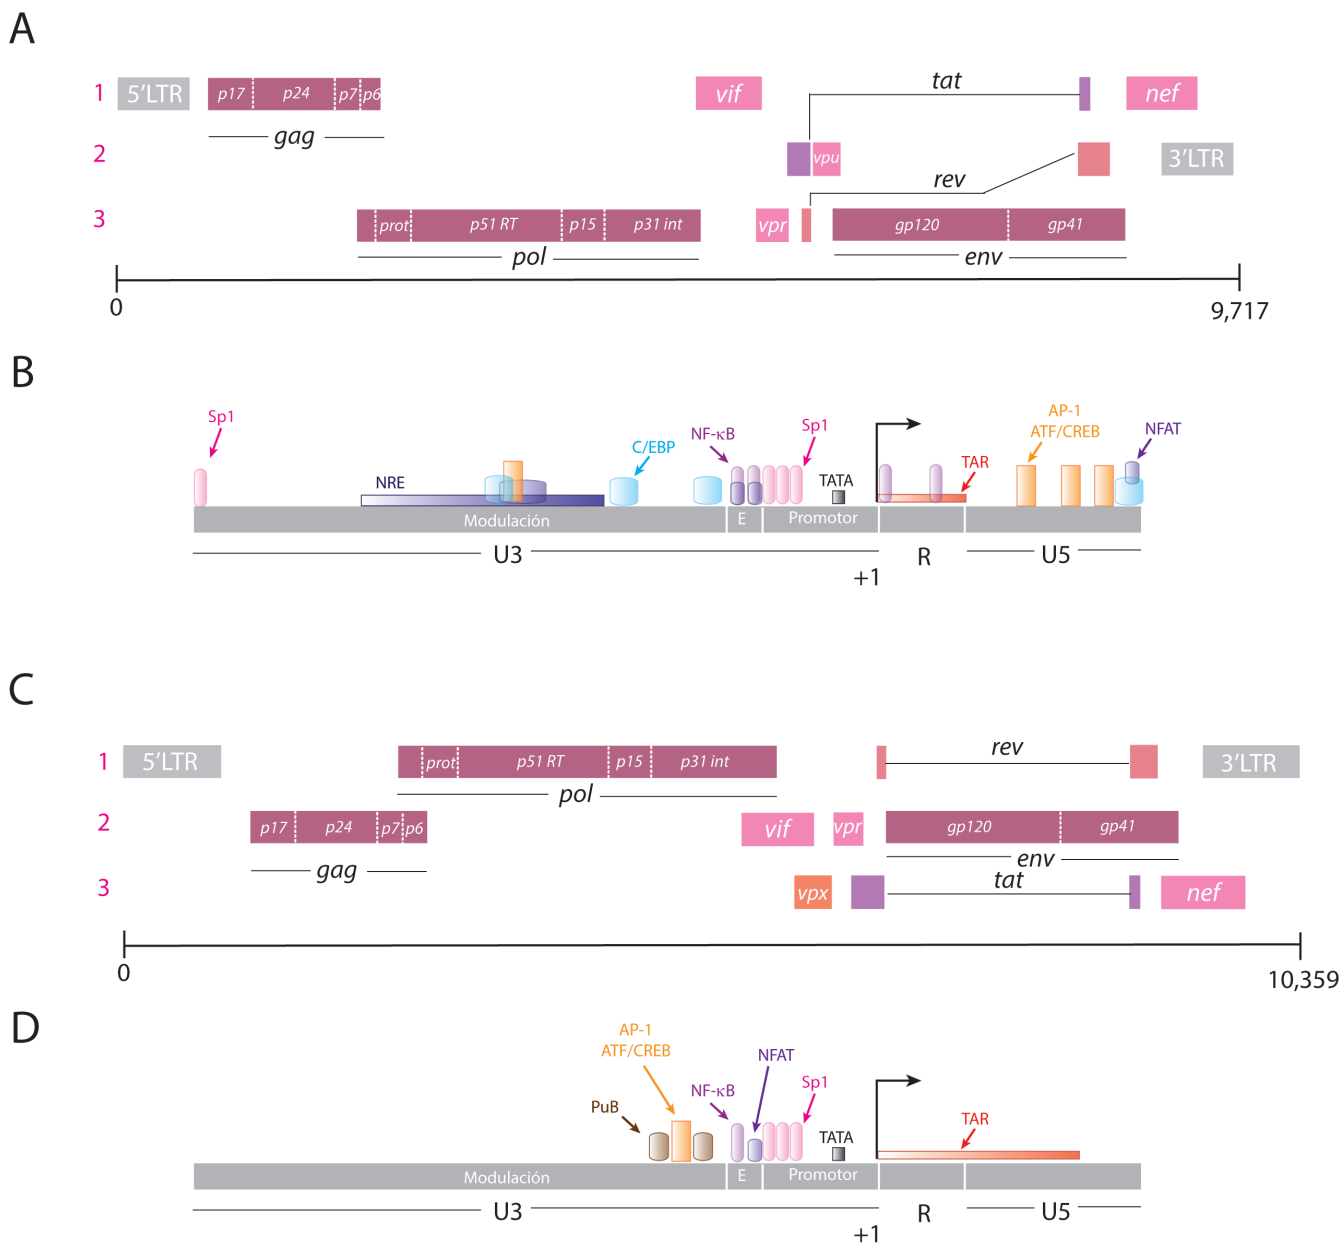 A
1 5'LTR p17 p24 p7 p6 vif tat nef
gag
2 vpu rev 3'LTR
3 prot p51 RT p15 p31 int vpr gp120 gp41
pol env
0 9,717
B
Sp1 NRE C/EBP NF-κB Sp1 TATA TAR AP-1
ATF/CREB NFAT
Modulación E Promotor
U3 R U5
+1
C
1 5'LTR prot p51 RT p15 p31 int rev 3'LTR
pol
2 p17 p24 p7 p6 vif vpr gp120 gp41
gag env
3 vpx tat nef
0 10,359
D
PuB AP-1
ATF/CREB NF-κB NFAT Sp1 TATA TAR
Modulación E Promotor
U3 R U5
+1